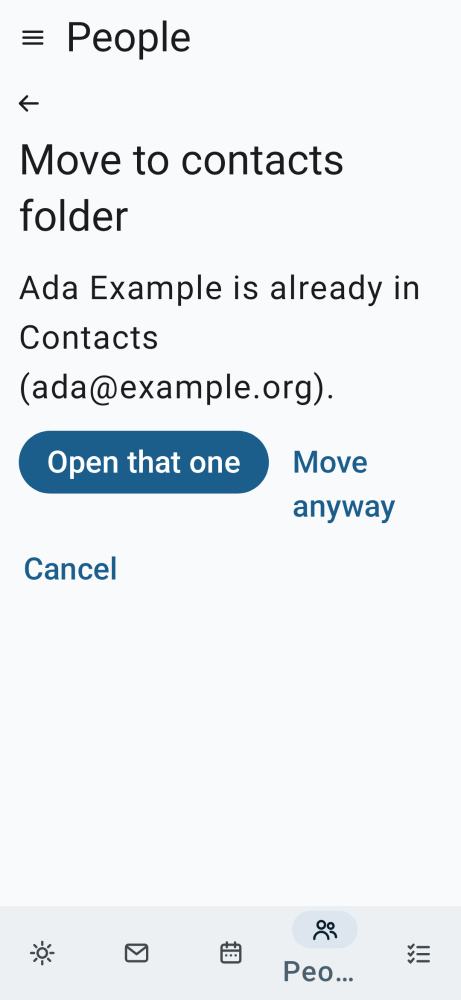 People
Move to contacts
folder
Ada Example is already in
Contacts
(ada@example.org).
Open that one
Move
anyway
Cancel
Peo...